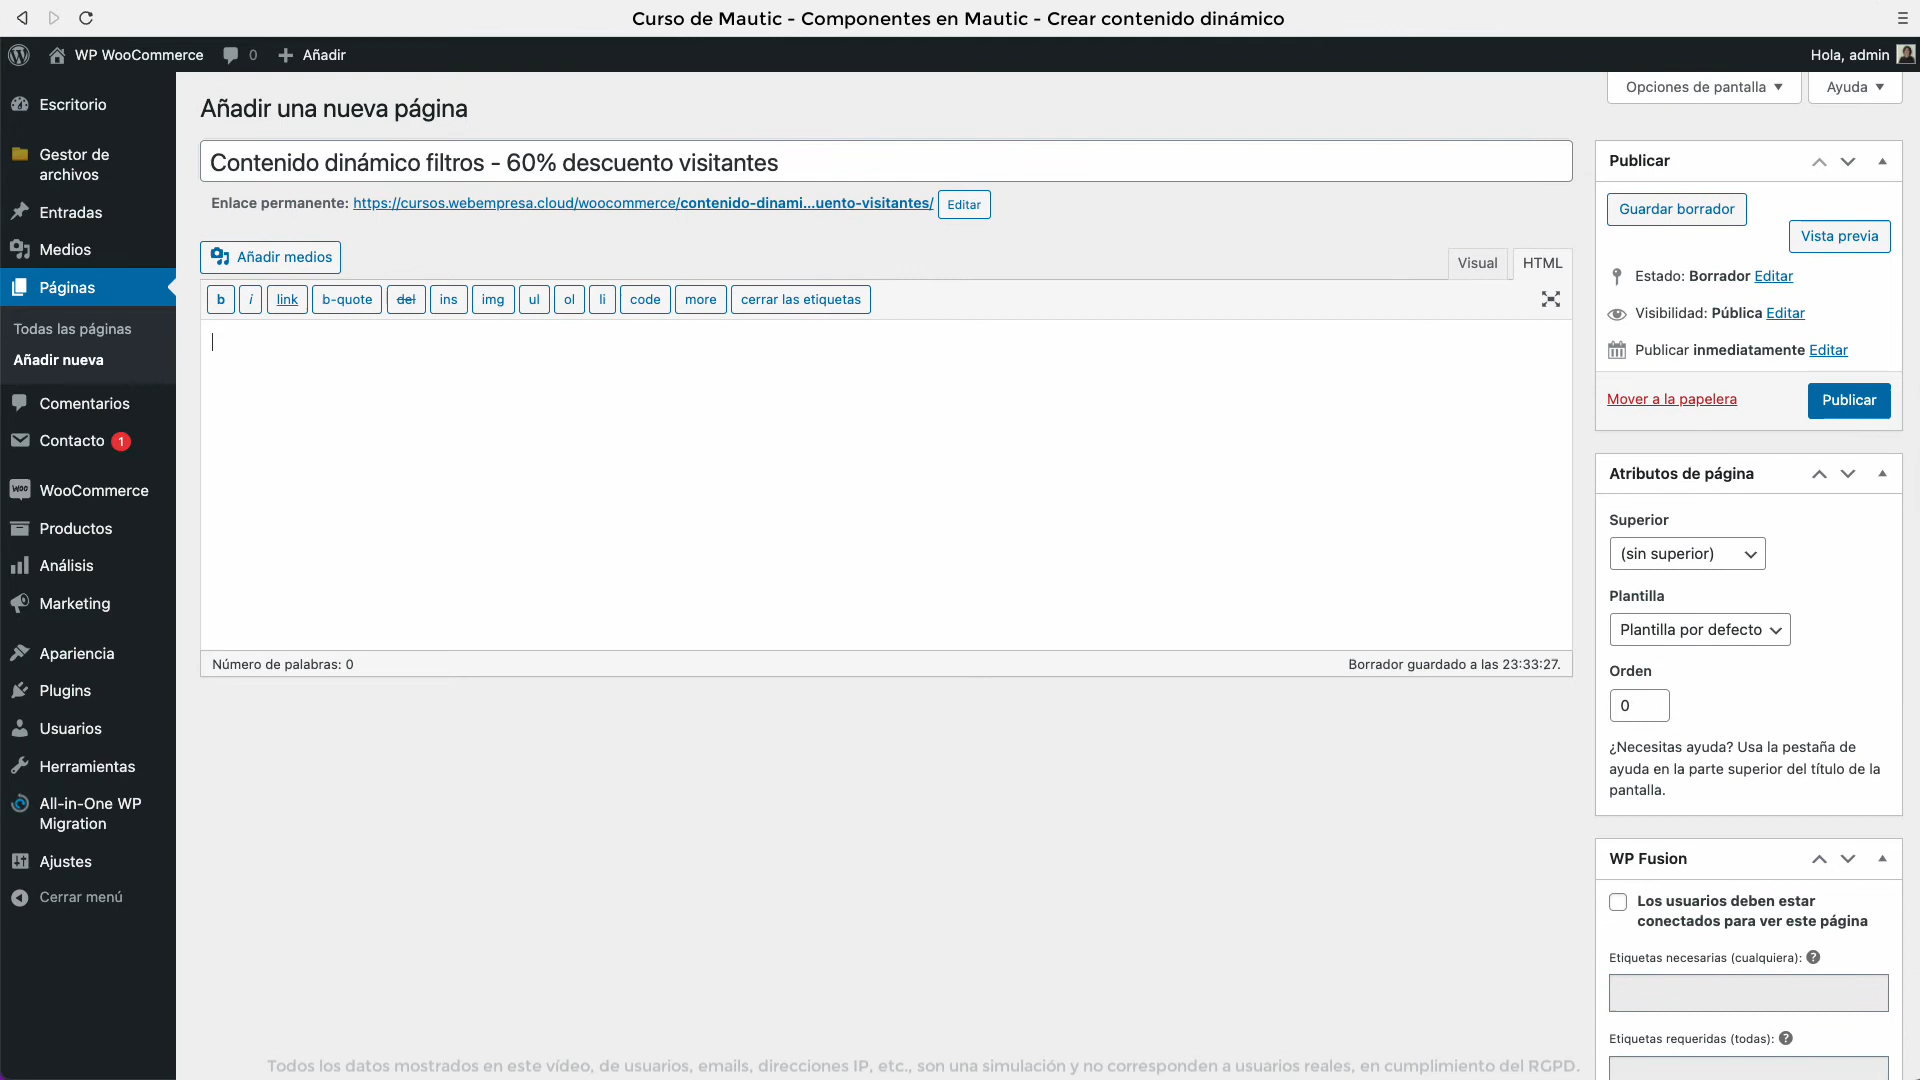 Curso de Mautic - Componentes en Mautic - Crear contenido dinámico
WP WooCommerce
0
Añadir
Hola, admin
Escritorio
Gestor de
archivos
Entradas
Medios
Páginas
Todas las páginas
Añadir nueva
Comentarios
Contacto 1
WooCommerce
Productos
Análisis
Marketing
Apariencia
Plugins
Usuarios
Herramientas
All-in-One WP
Migration
Ajustes
Cerrar menú
Opciones de pantalla
Ayuda
Añadir una nueva página
Contenido dinámico filtros - 60% descuento visitantes
Enlace permanente: https://cursos.webempresa.cloud/woocommerce/contenido-dinami...uento-visitantes/ Editar
Añadir medios
Visual HTML
b i link b-quote del ins img ul ol li code more cerrar las etiquetas
Número de palabras: 0
Borrador guardado a las 23:33:27.
Publicar
Guardar borrador
Vista previa
Estado: Borrador Editar
Visibilidad: Pública Editar
Publicar inmediatamente Editar
Mover a la papelera
Publicar
Atributos de página
Superior
(sin superior)
Plantilla
Plantilla por defecto
Orden
0
¿Necesitas ayuda? Usa la pestaña de
ayuda en la parte superior del título de la
pantalla.
WP Fusion
Los usuarios deben estar
conectados para ver este página
Etiquetas necesarias (cualquiera): ?
Etiquetas requeridas (todas): ?
Todos los datos mostrados en este vídeo, de usuarios, emails, direcciones IP, etc., son una simulación y no corresponden a usuarios reales, en cumplimiento del RGPD.